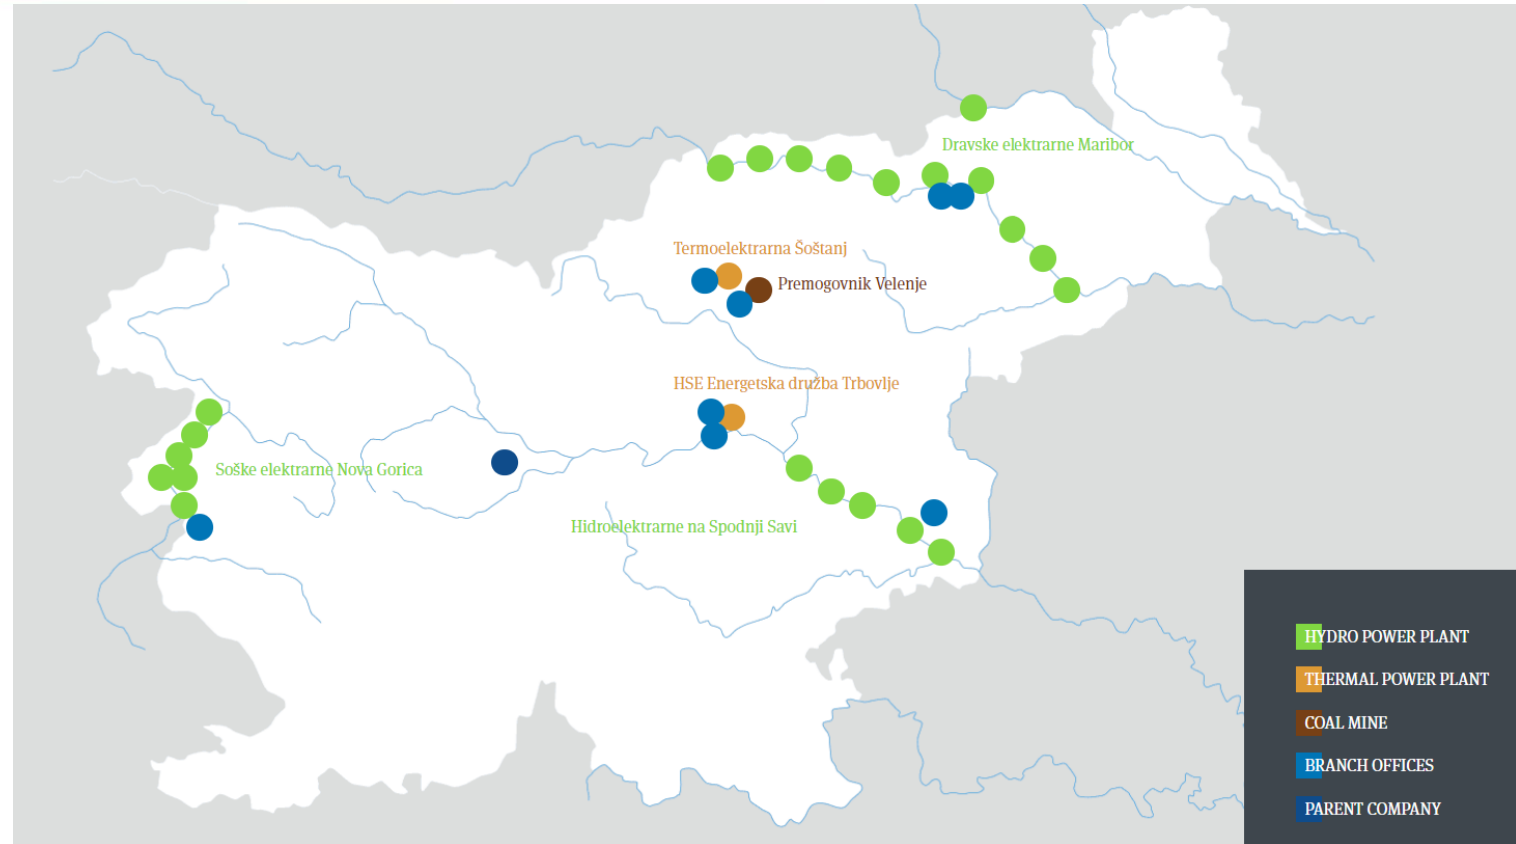 Dravske elektrarne Maribor
Termoelektrarna Šoštanj
Premogovnik Velenje
HSE Energetska družba Trbovlje
Soške elektrarne Nova Gorica
Hidroelektrarne na Spodnji Savi
HYDRO POWER PLANT
THERMAL POWER PLANT
COAL MINE
BRANCH OFFICES
PARENT COMPANY